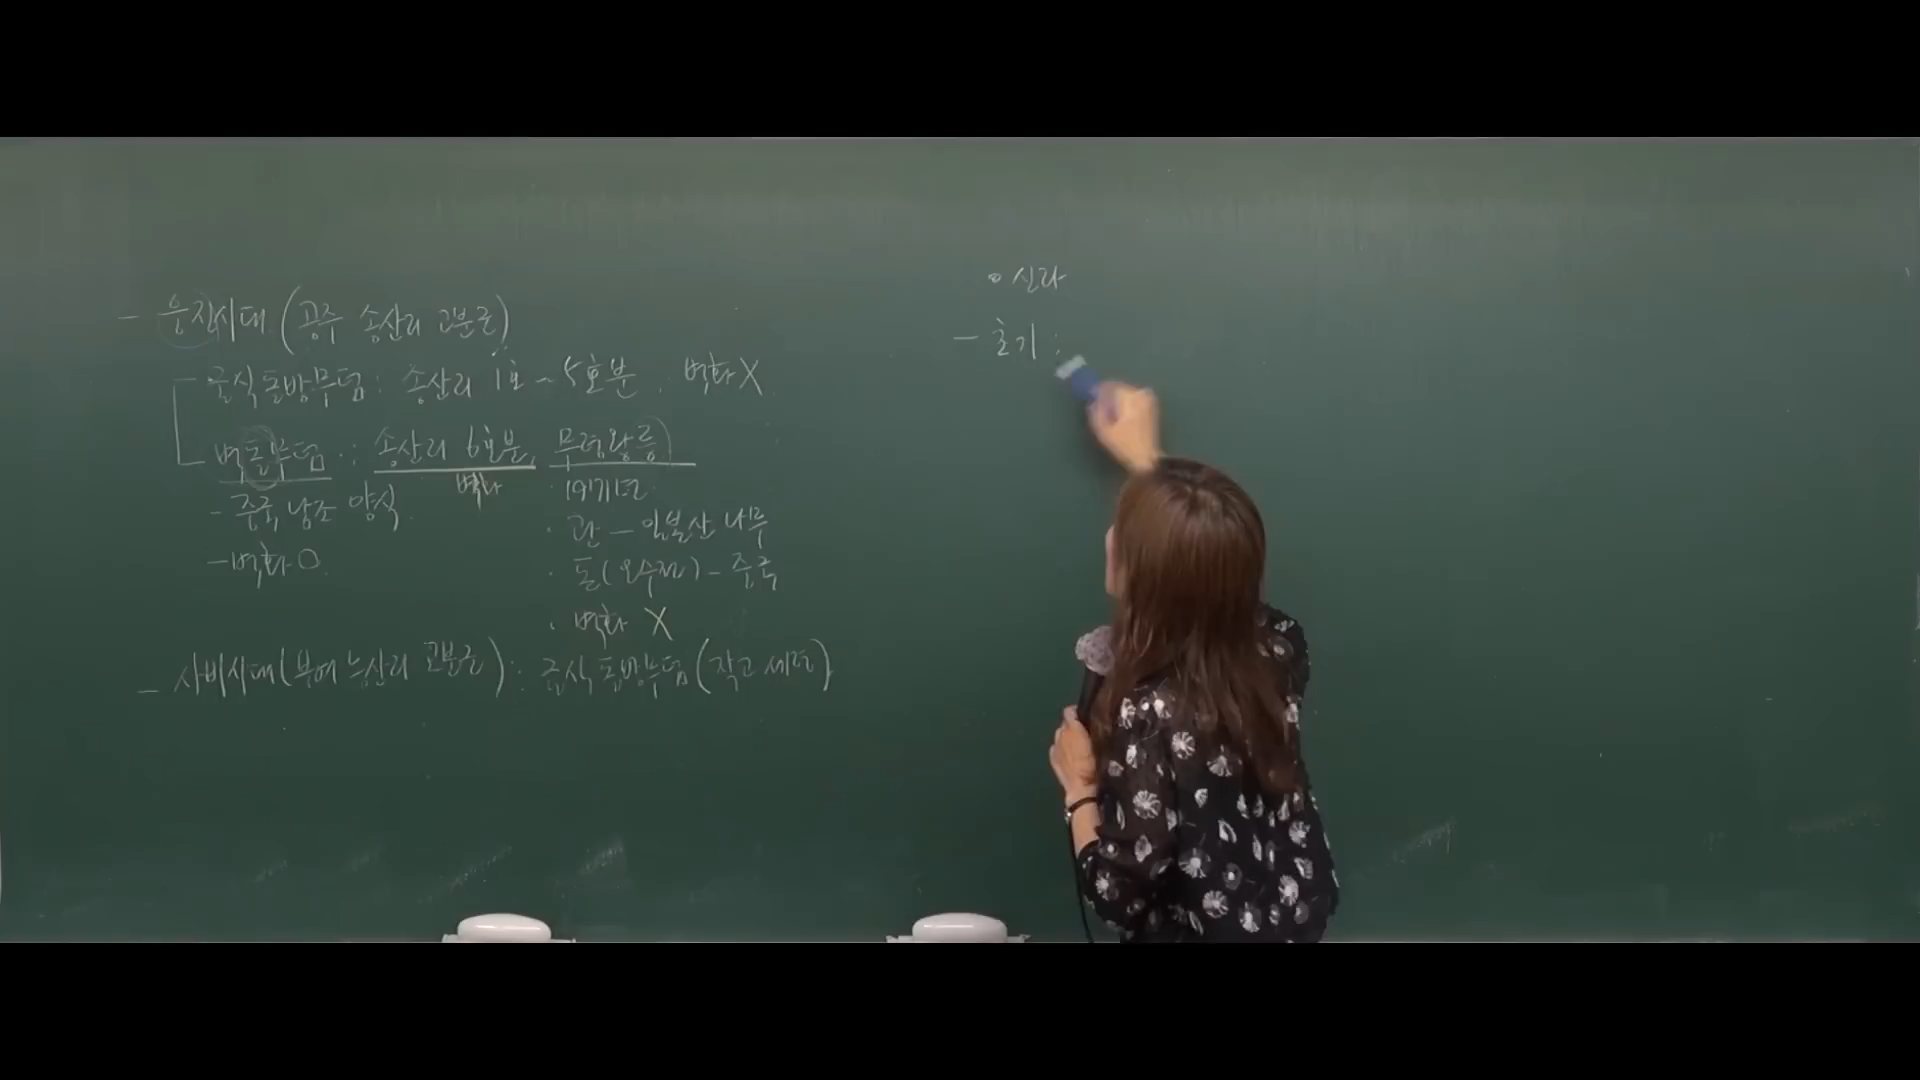 - 웅진시대 (공주 송산리 고분군)
굴식돌방무덤 : 송산리 1호~5호분. 벽화X
벽돌무덤 : 송산리 6호분, 무령왕릉
벽화
- 중국 남조 양식
- 벽화 O
· 1971년
· 관 - 일본산 나무
· 돈(오수전) - 중국
· 벽화 X
- 사비시대(부여 능산리 고분군) : 굴식돌방무덤(작고 세련)
o 신라
- 초기 :